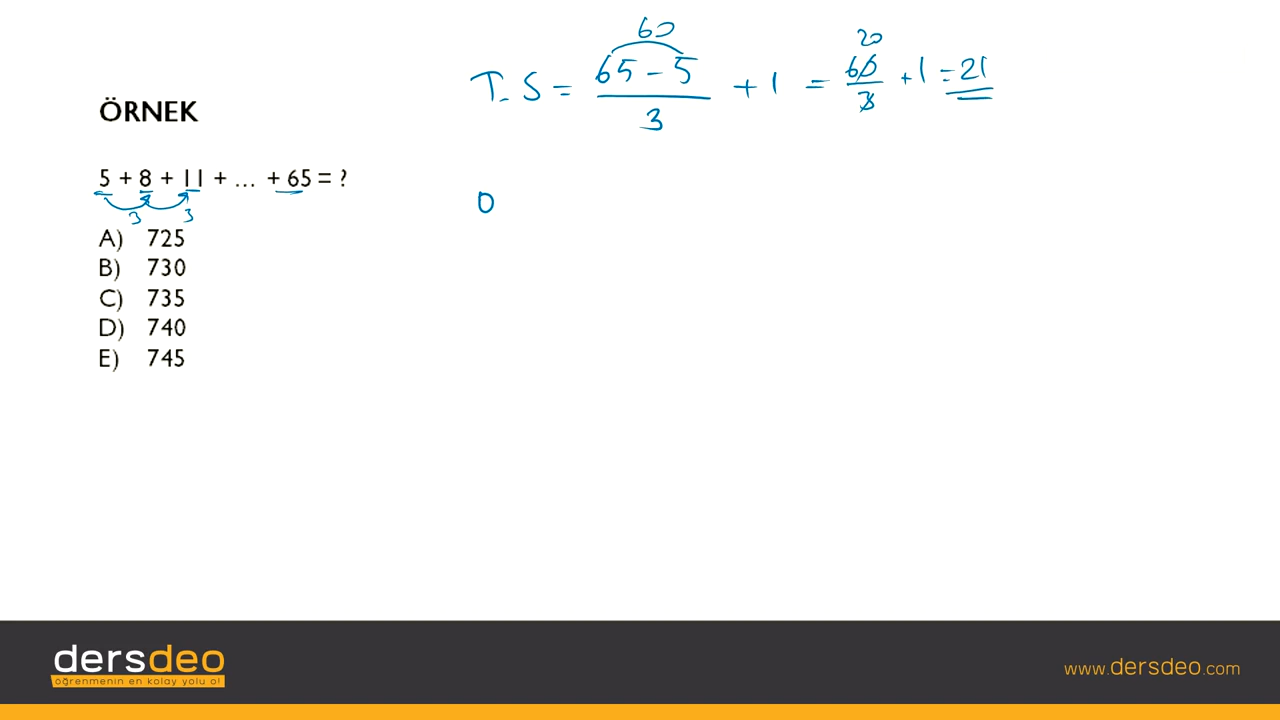 ÖRNEK
5 + 8 + 11 + ... + 65 = ?
3 3
A) 725
B) 730
C) 735
D) 740
E) 745
60
T.S = 65 - 5 / 3 + 1 = 60 / 3 + 1 = 21
20
0
dersdeo
öğrenmenin en kolay yolu o!
www.dersdeo.com